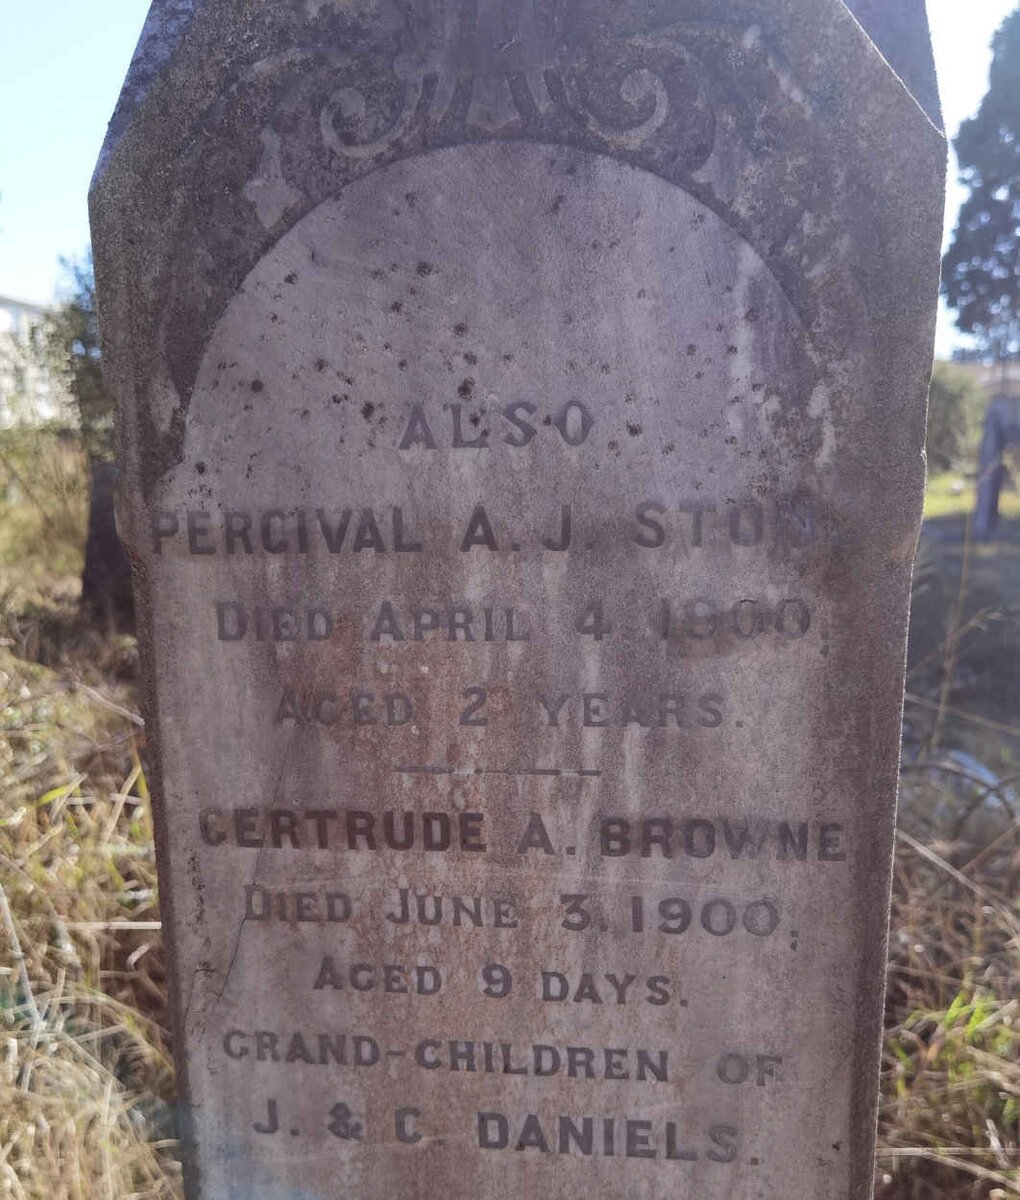 ALSO
PERCIVAL A. J. STONE
DIED APRIL 4. 1900.
AGED 2 YEARS.
GERTRUDE A. BROWNE
DIED JUNE 3. 1900.
AGED 9 DAYS.
GRAND-CHILDREN OF
J. & C. DANIELS.